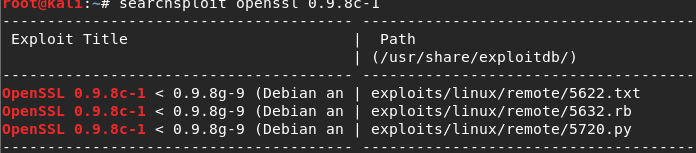 root@kali:~# searchsploit openssl 0.9.8c-1
---------------------------------------- ----------------------------------------
Exploit Title | Path
| (/usr/share/exploitdb/)
---------------------------------------- ----------------------------------------
OpenSSL 0.9.8c-1 < 0.9.8g-9 (Debian an | exploits/linux/remote/5622.txt
OpenSSL 0.9.8c-1 < 0.9.8g-9 (Debian an | exploits/linux/remote/5632.rb
OpenSSL 0.9.8c-1 < 0.9.8g-9 (Debian an | exploits/linux/remote/5720.py
---------------------------------------- ----------------------------------------